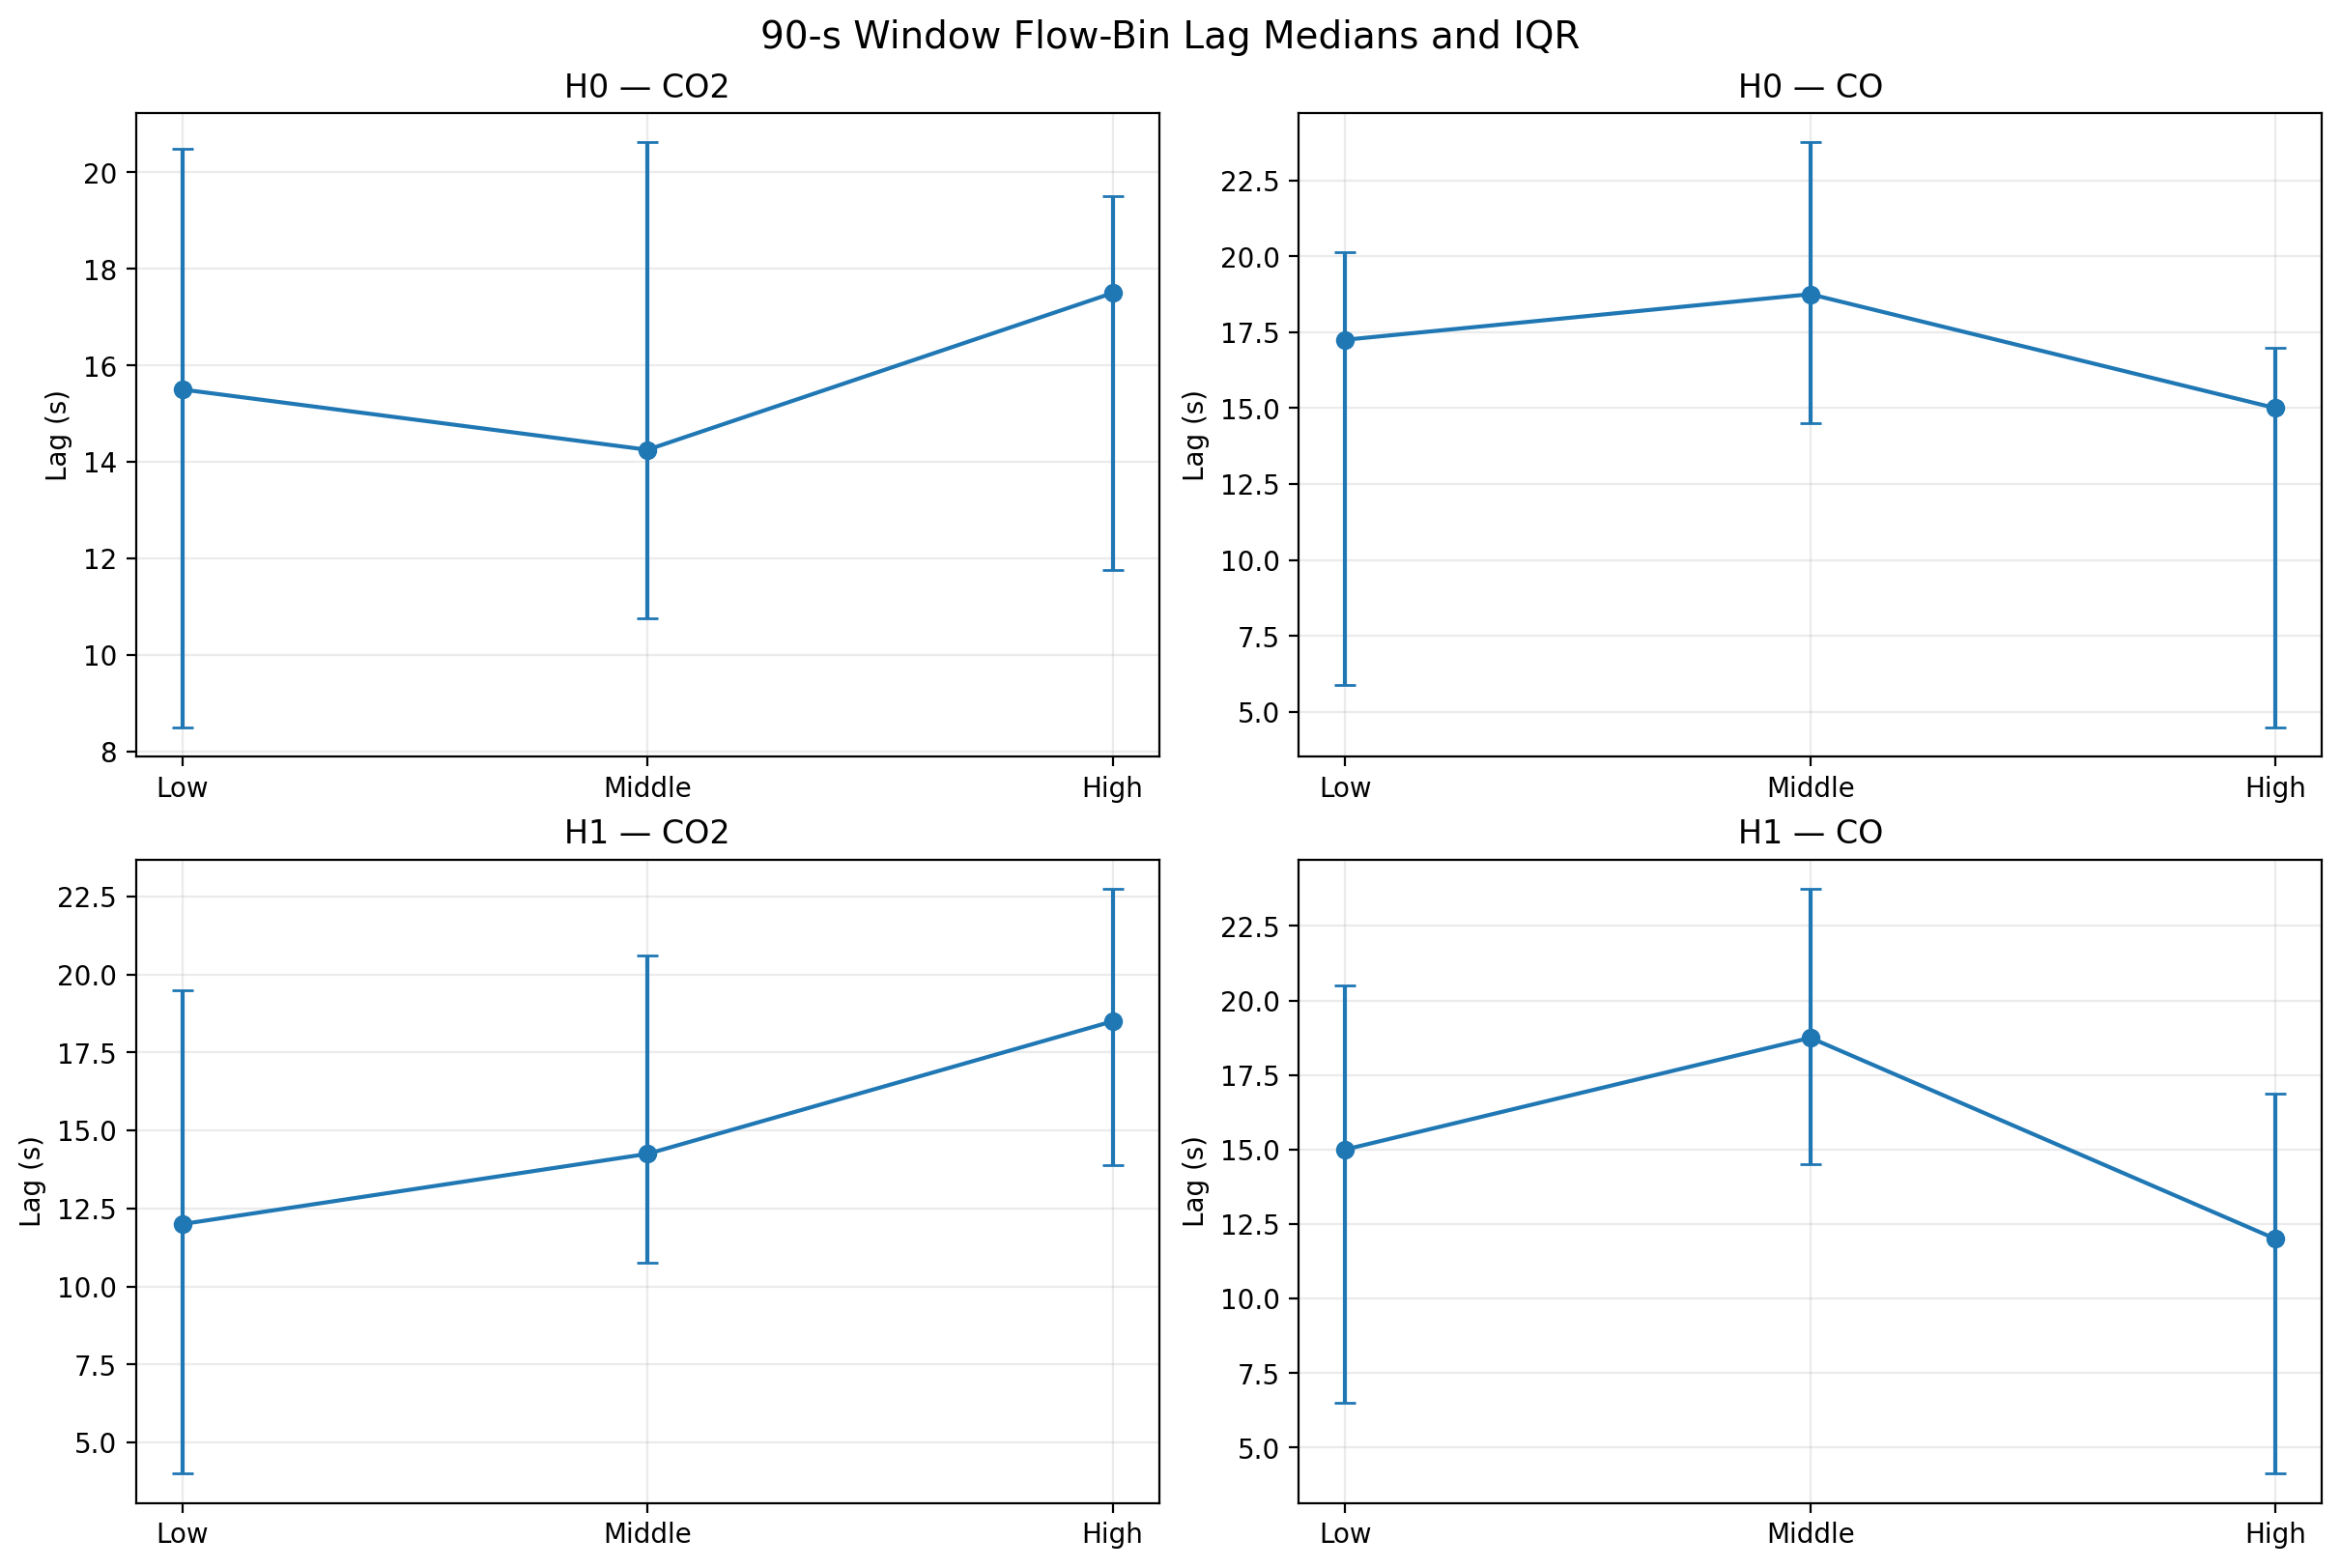 90-s Window Flow-Bin Lag Medians and IQR
H0 — CO2
Lag (s)
20
18
16
14
12
10
8
Low Middle High
H0 — CO
Lag (s)
22.5
20.0
17.5
15.0
12.5
10.0
7.5
5.0
Low Middle High
H1 — CO2
Lag (s)
22.5
20.0
17.5
15.0
12.5
10.0
7.5
5.0
Low Middle High
H1 — CO
Lag (s)
22.5
20.0
17.5
15.0
12.5
10.0
7.5
5.0
Low Middle High